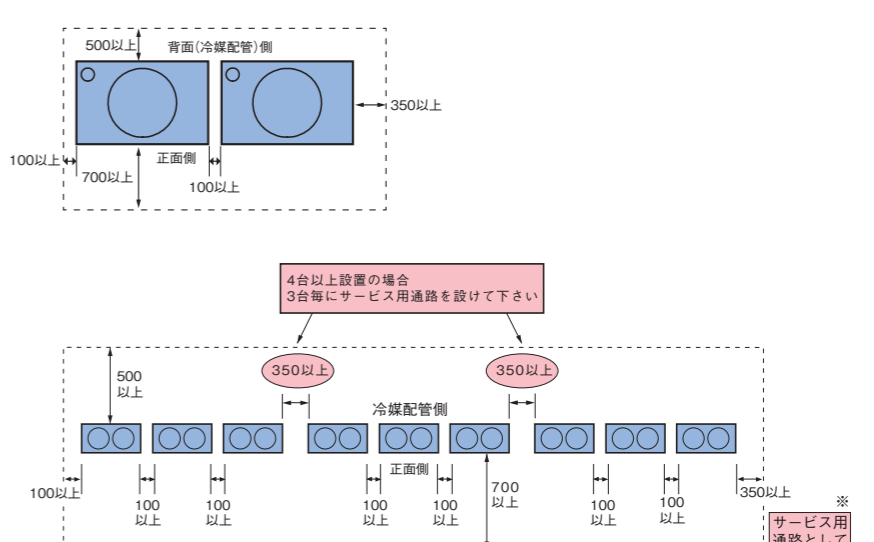 500以上
背面(冷媒配管)側
350以上
100以上
正面側
700以上
100以上
4台以上設置の場合
3台毎にサービス用通路を設けて下さい
350以上
350以上
500
以上
冷媒配管側
正面側
100以上
100
以上
100
以上
100
以上
100
以上
700
以上
100
以上
100
以上
350以上
※
サービス用
通路として